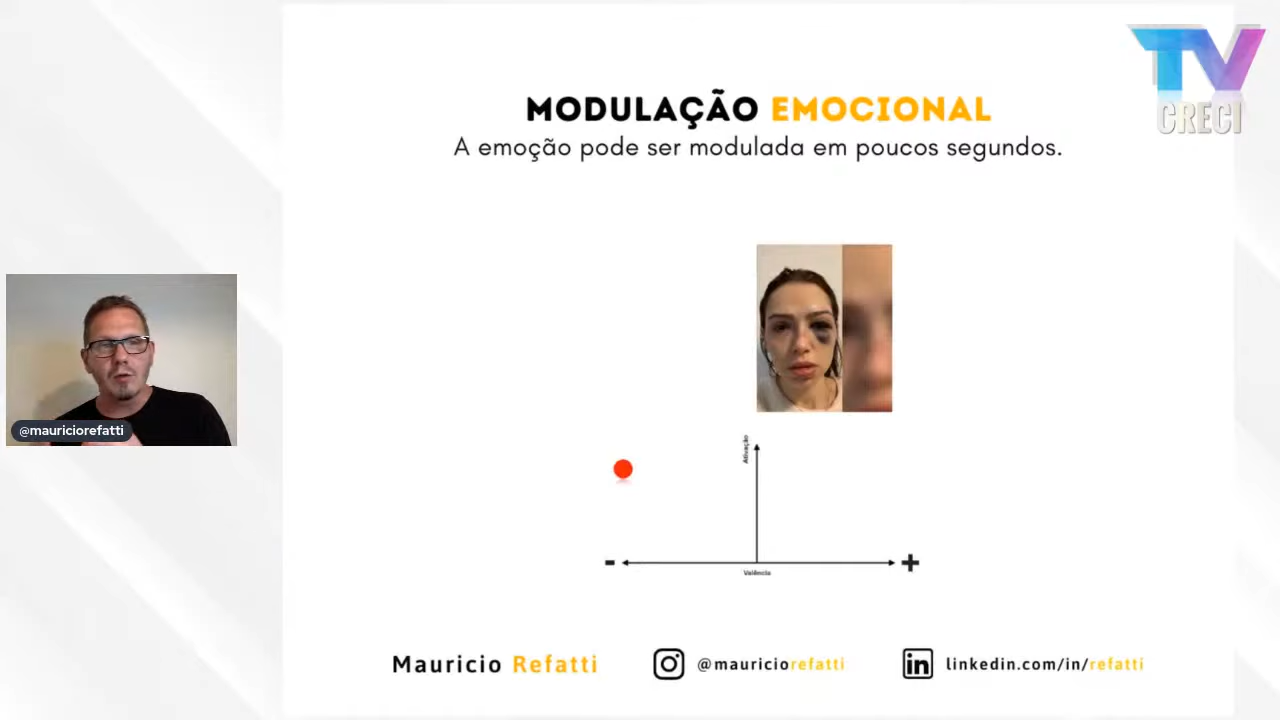 TV
CRECI
MODULAÇÃO EMOCIONAL
A emoção pode ser modulada em poucos segundos.
@mauriciorefatti
Ativação
-
+
Valência
Mauricio Refatti
@mauriciorefatti
in
linkedin.com/in/refatti